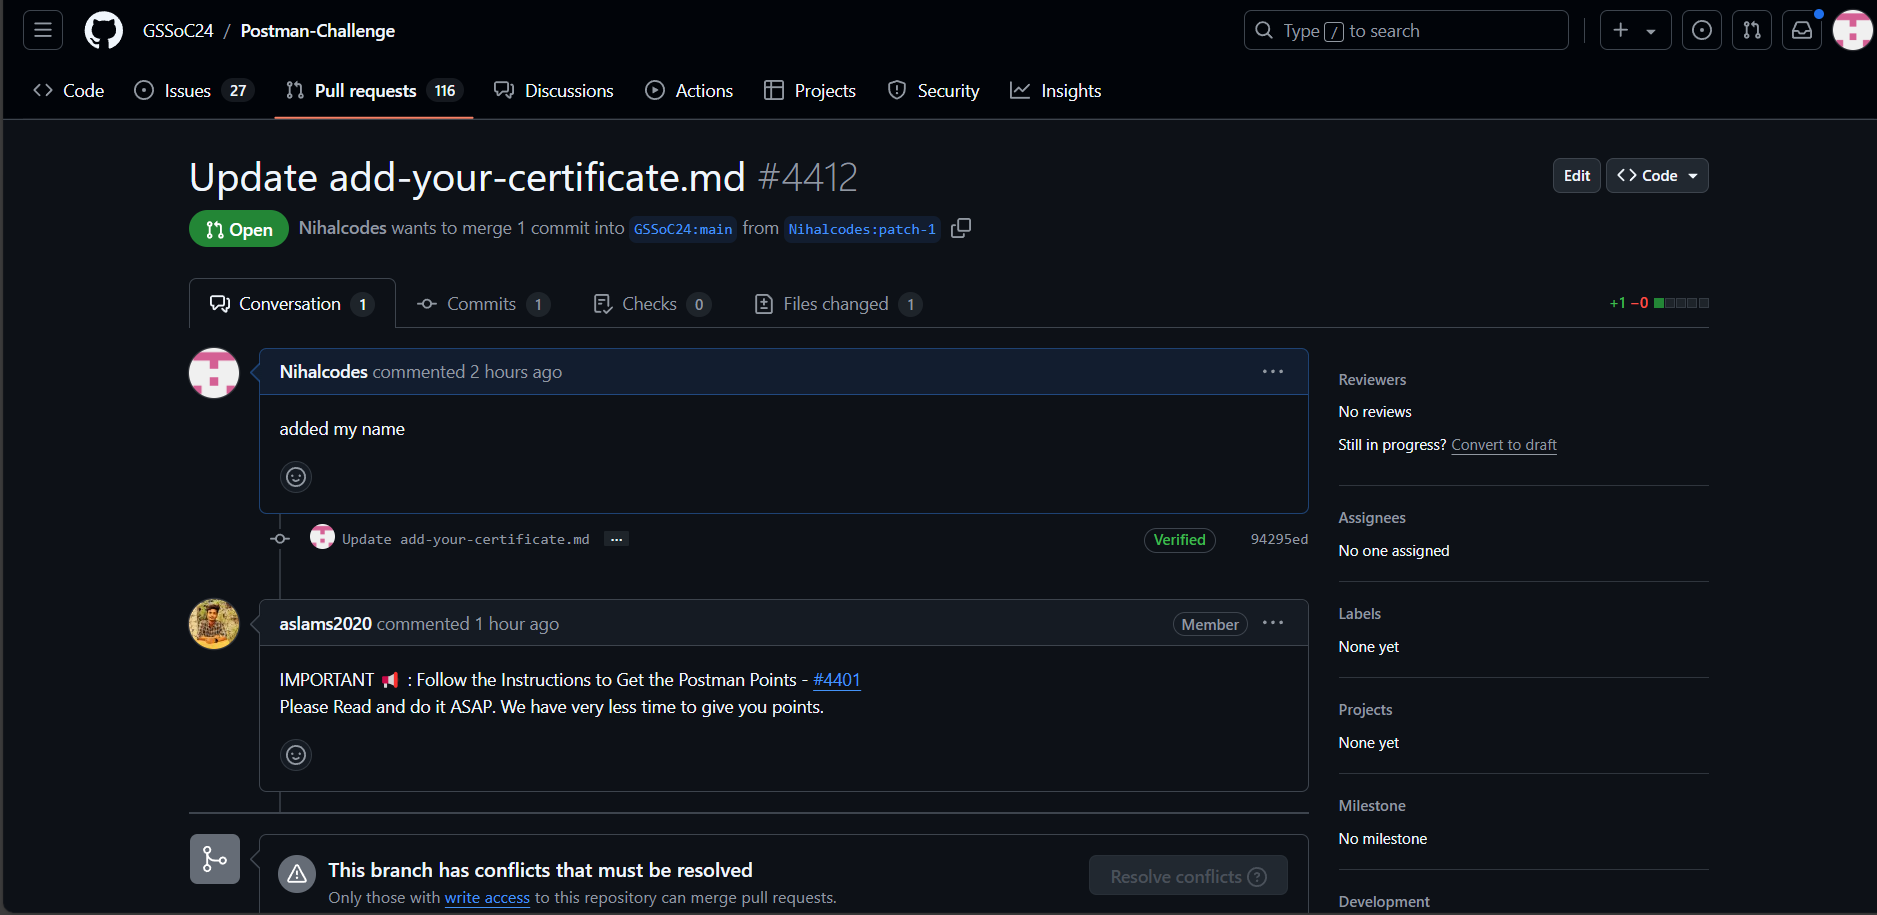 GSSoC24 / Postman-Challenge
Type / to search
Code
Issues 27
Pull requests 116
Discussions
Actions
Projects
Security
Insights
Update add-your-certificate.md #4412
Edit
<> Code
Open
Nihalcodes wants to merge 1 commit into GSSoC24:main from Nihalcodes:patch-1
Conversation 1
Commits 1
Checks 0
Files changed 1
+1 −0
Nihalcodes commented 2 hours ago
...
added my name
Update add-your-certificate.md ...
Verified
94295ed
aslams2020 commented 1 hour ago
Member
...
IMPORTANT 📢 : Follow the Instructions to Get the Postman Points - #4401
Please Read and do it ASAP. We have very less time to give you points.
This branch has conflicts that must be resolved
Only those with write access to this repository can merge pull requests.
Resolve conflicts ?
Reviewers
No reviews
Still in progress? Convert to draft
Assignees
No one assigned
Labels
None yet
Projects
None yet
Milestone
No milestone
Development